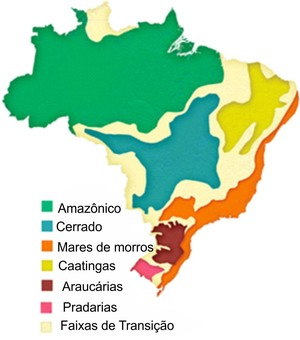 Amazônico
Cerrado
Mares de morros
Caatingas
Araucárias
Pradarias
Faixas de Transição